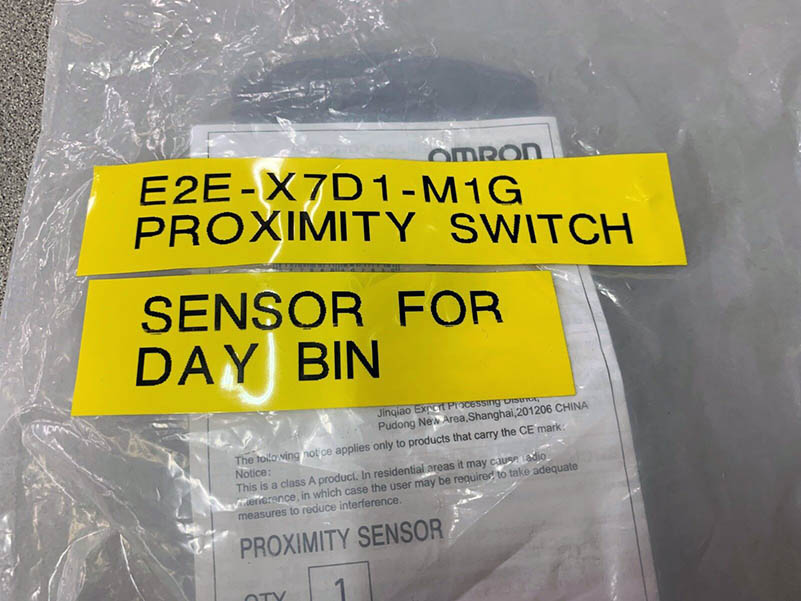 OMRON
E2E-X7D1-M1G
PROXIMITY SWITCH
SENSOR FOR
DAY BIN
Jinqiao Export Processing District,
Pudong New Area,Shanghai,201206 CHINA
The following notice applies only to products that carry the CE mark:
Notice:
This is a class A product. In residential areas it may cause radio
interference, in which case the user may be required to take adequate
measures to reduce interference.
PROXIMITY SENSOR
QTY 1